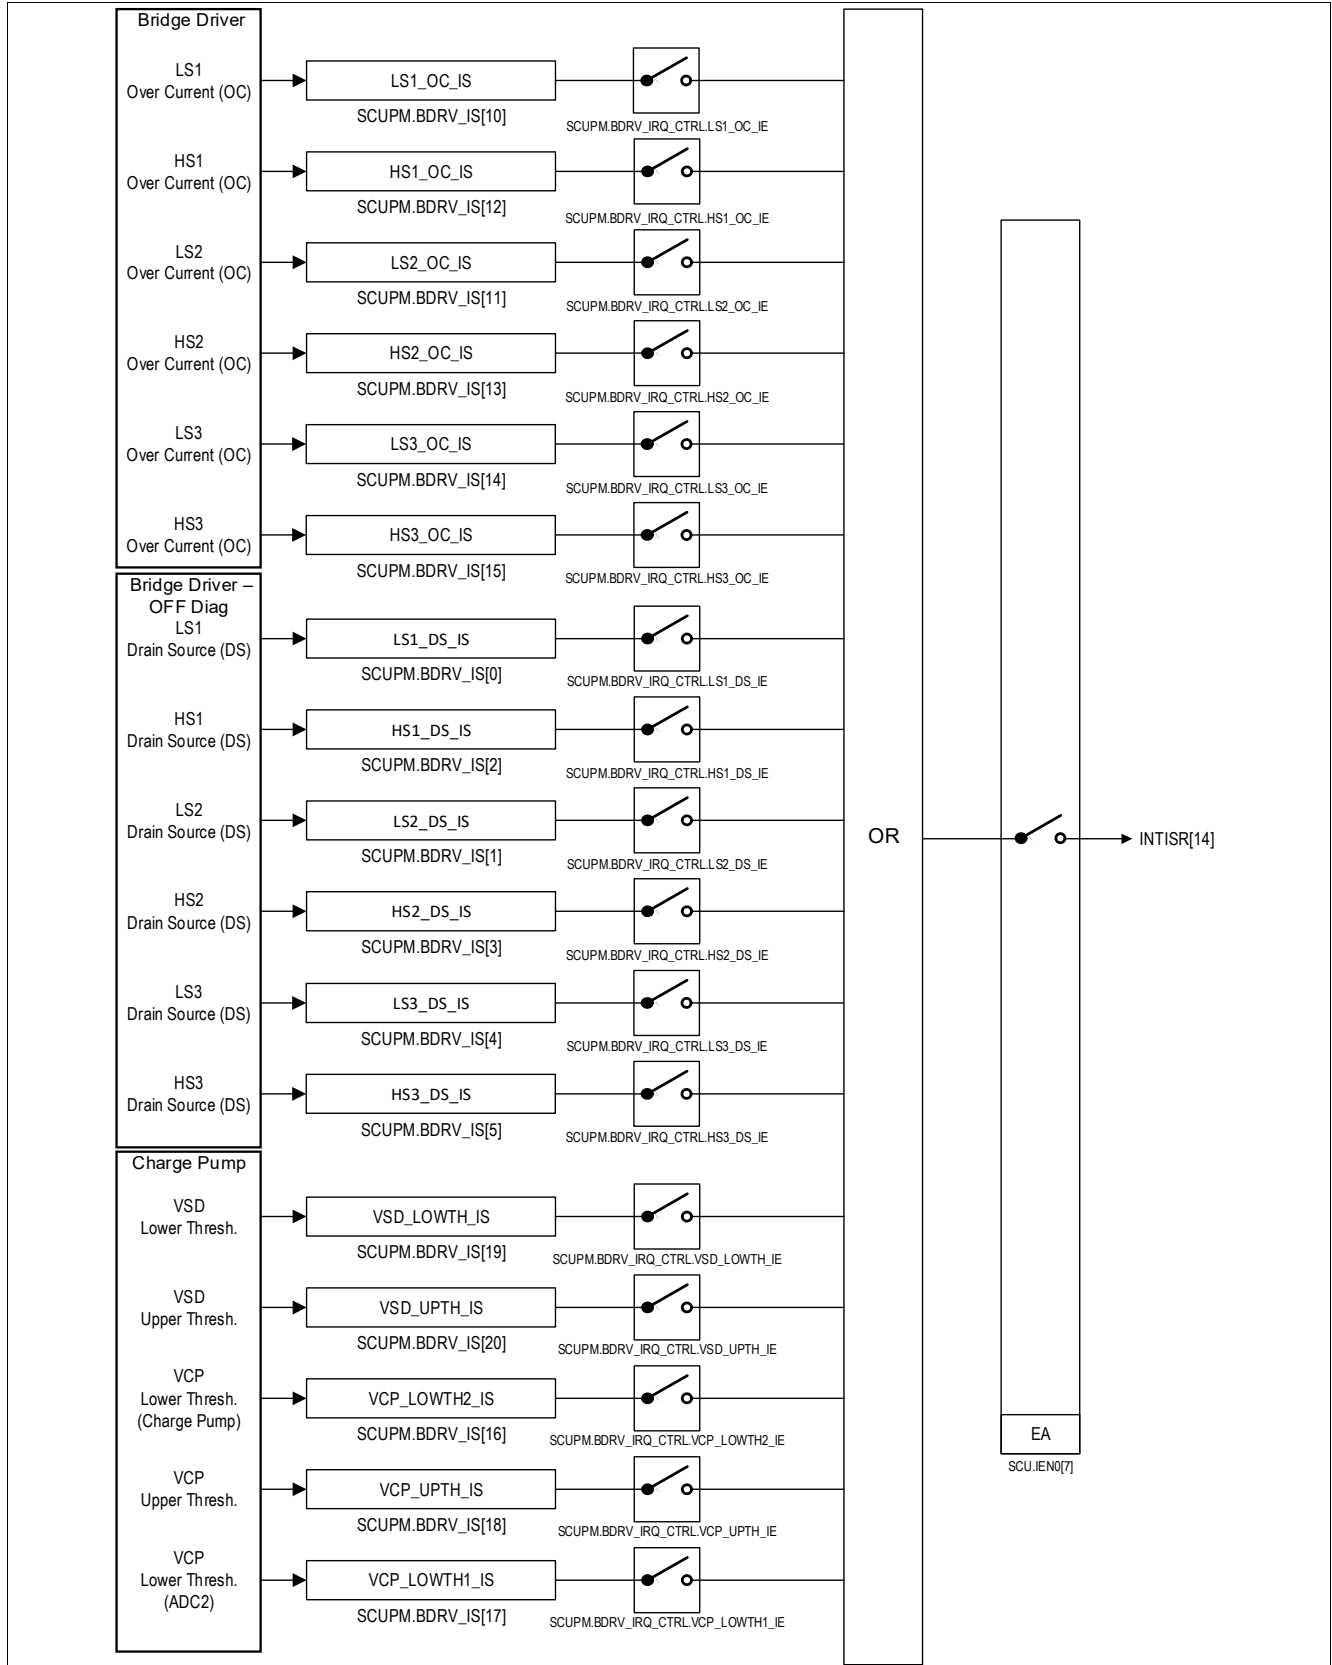 Bridge Driver
LS1
Over Current (OC)
LS1_OC_IS
SCUPM.BDRV_IS[10]
SCUPM.BDRV_IRQ_CTRL.LS1_OC_IE
HS1
Over Current (OC)
HS1_OC_IS
SCUPM.BDRV_IS[12]
SCUPM.BDRV_IRQ_CTRL.HS1_OC_IE
LS2
Over Current (OC)
LS2_OC_IS
SCUPM.BDRV_IS[11]
SCUPM.BDRV_IRQ_CTRL.LS2_OC_IE
HS2
Over Current (OC)
HS2_OC_IS
SCUPM.BDRV_IS[13]
SCUPM.BDRV_IRQ_CTRL.HS2_OC_IE
LS3
Over Current (OC)
LS3_OC_IS
SCUPM.BDRV_IS[14]
SCUPM.BDRV_IRQ_CTRL.LS3_OC_IE
HS3
Over Current (OC)
HS3_OC_IS
SCUPM.BDRV_IS[15]
SCUPM.BDRV_IRQ_CTRL.HS3_OC_IE
Bridge Driver –
OFF Diag
LS1
Drain Source (DS)
LS1_DS_IS
SCUPM.BDRV_IS[0]
SCUPM.BDRV_IRQ_CTRL.LS1_DS_IE
HS1
Drain Source (DS)
HS1_DS_IS
SCUPM.BDRV_IS[2]
SCUPM.BDRV_IRQ_CTRL.HS1_DS_IE
LS2
Drain Source (DS)
LS2_DS_IS
SCUPM.BDRV_IS[1]
SCUPM.BDRV_IRQ_CTRL.LS2_DS_IE
HS2
Drain Source (DS)
HS2_DS_IS
SCUPM.BDRV_IS[3]
SCUPM.BDRV_IRQ_CTRL.HS2_DS_IE
LS3
Drain Source (DS)
LS3_DS_IS
SCUPM.BDRV_IS[4]
SCUPM.BDRV_IRQ_CTRL.LS3_DS_IE
HS3
Drain Source (DS)
HS3_DS_IS
SCUPM.BDRV_IS[5]
SCUPM.BDRV_IRQ_CTRL.HS3_DS_IE
Charge Pump
VSD
Lower Thresh.
VSD_LOWTH_IS
SCUPM.BDRV_IS[19]
SCUPM.BDRV_IRQ_CTRL.VSD_LOWTH_IE
VSD
Upper Thresh.
VSD_UPTH_IS
SCUPM.BDRV_IS[20]
SCUPM.BDRV_IRQ_CTRL.VSD_UPTH_IE
VCP
Lower Thresh.
(Charge Pump)
VCP_LOWTH2_IS
SCUPM.BDRV_IS[16]
SCUPM.BDRV_IRQ_CTRL.VCP_LOWTH2_IE
VCP
Upper Thresh.
VCP_UPTH_IS
SCUPM.BDRV_IS[18]
SCUPM.BDRV_IRQ_CTRL.VCP_UPTH_IE
VCP
Lower Thresh.
(ADC2)
VCP_LOWTH1_IS
SCUPM.BDRV_IS[17]
SCUPM.BDRV_IRQ_CTRL.VCP_LOWTH1_IE
OR
INTISR[14]
EA
SCU.IEN0[7]